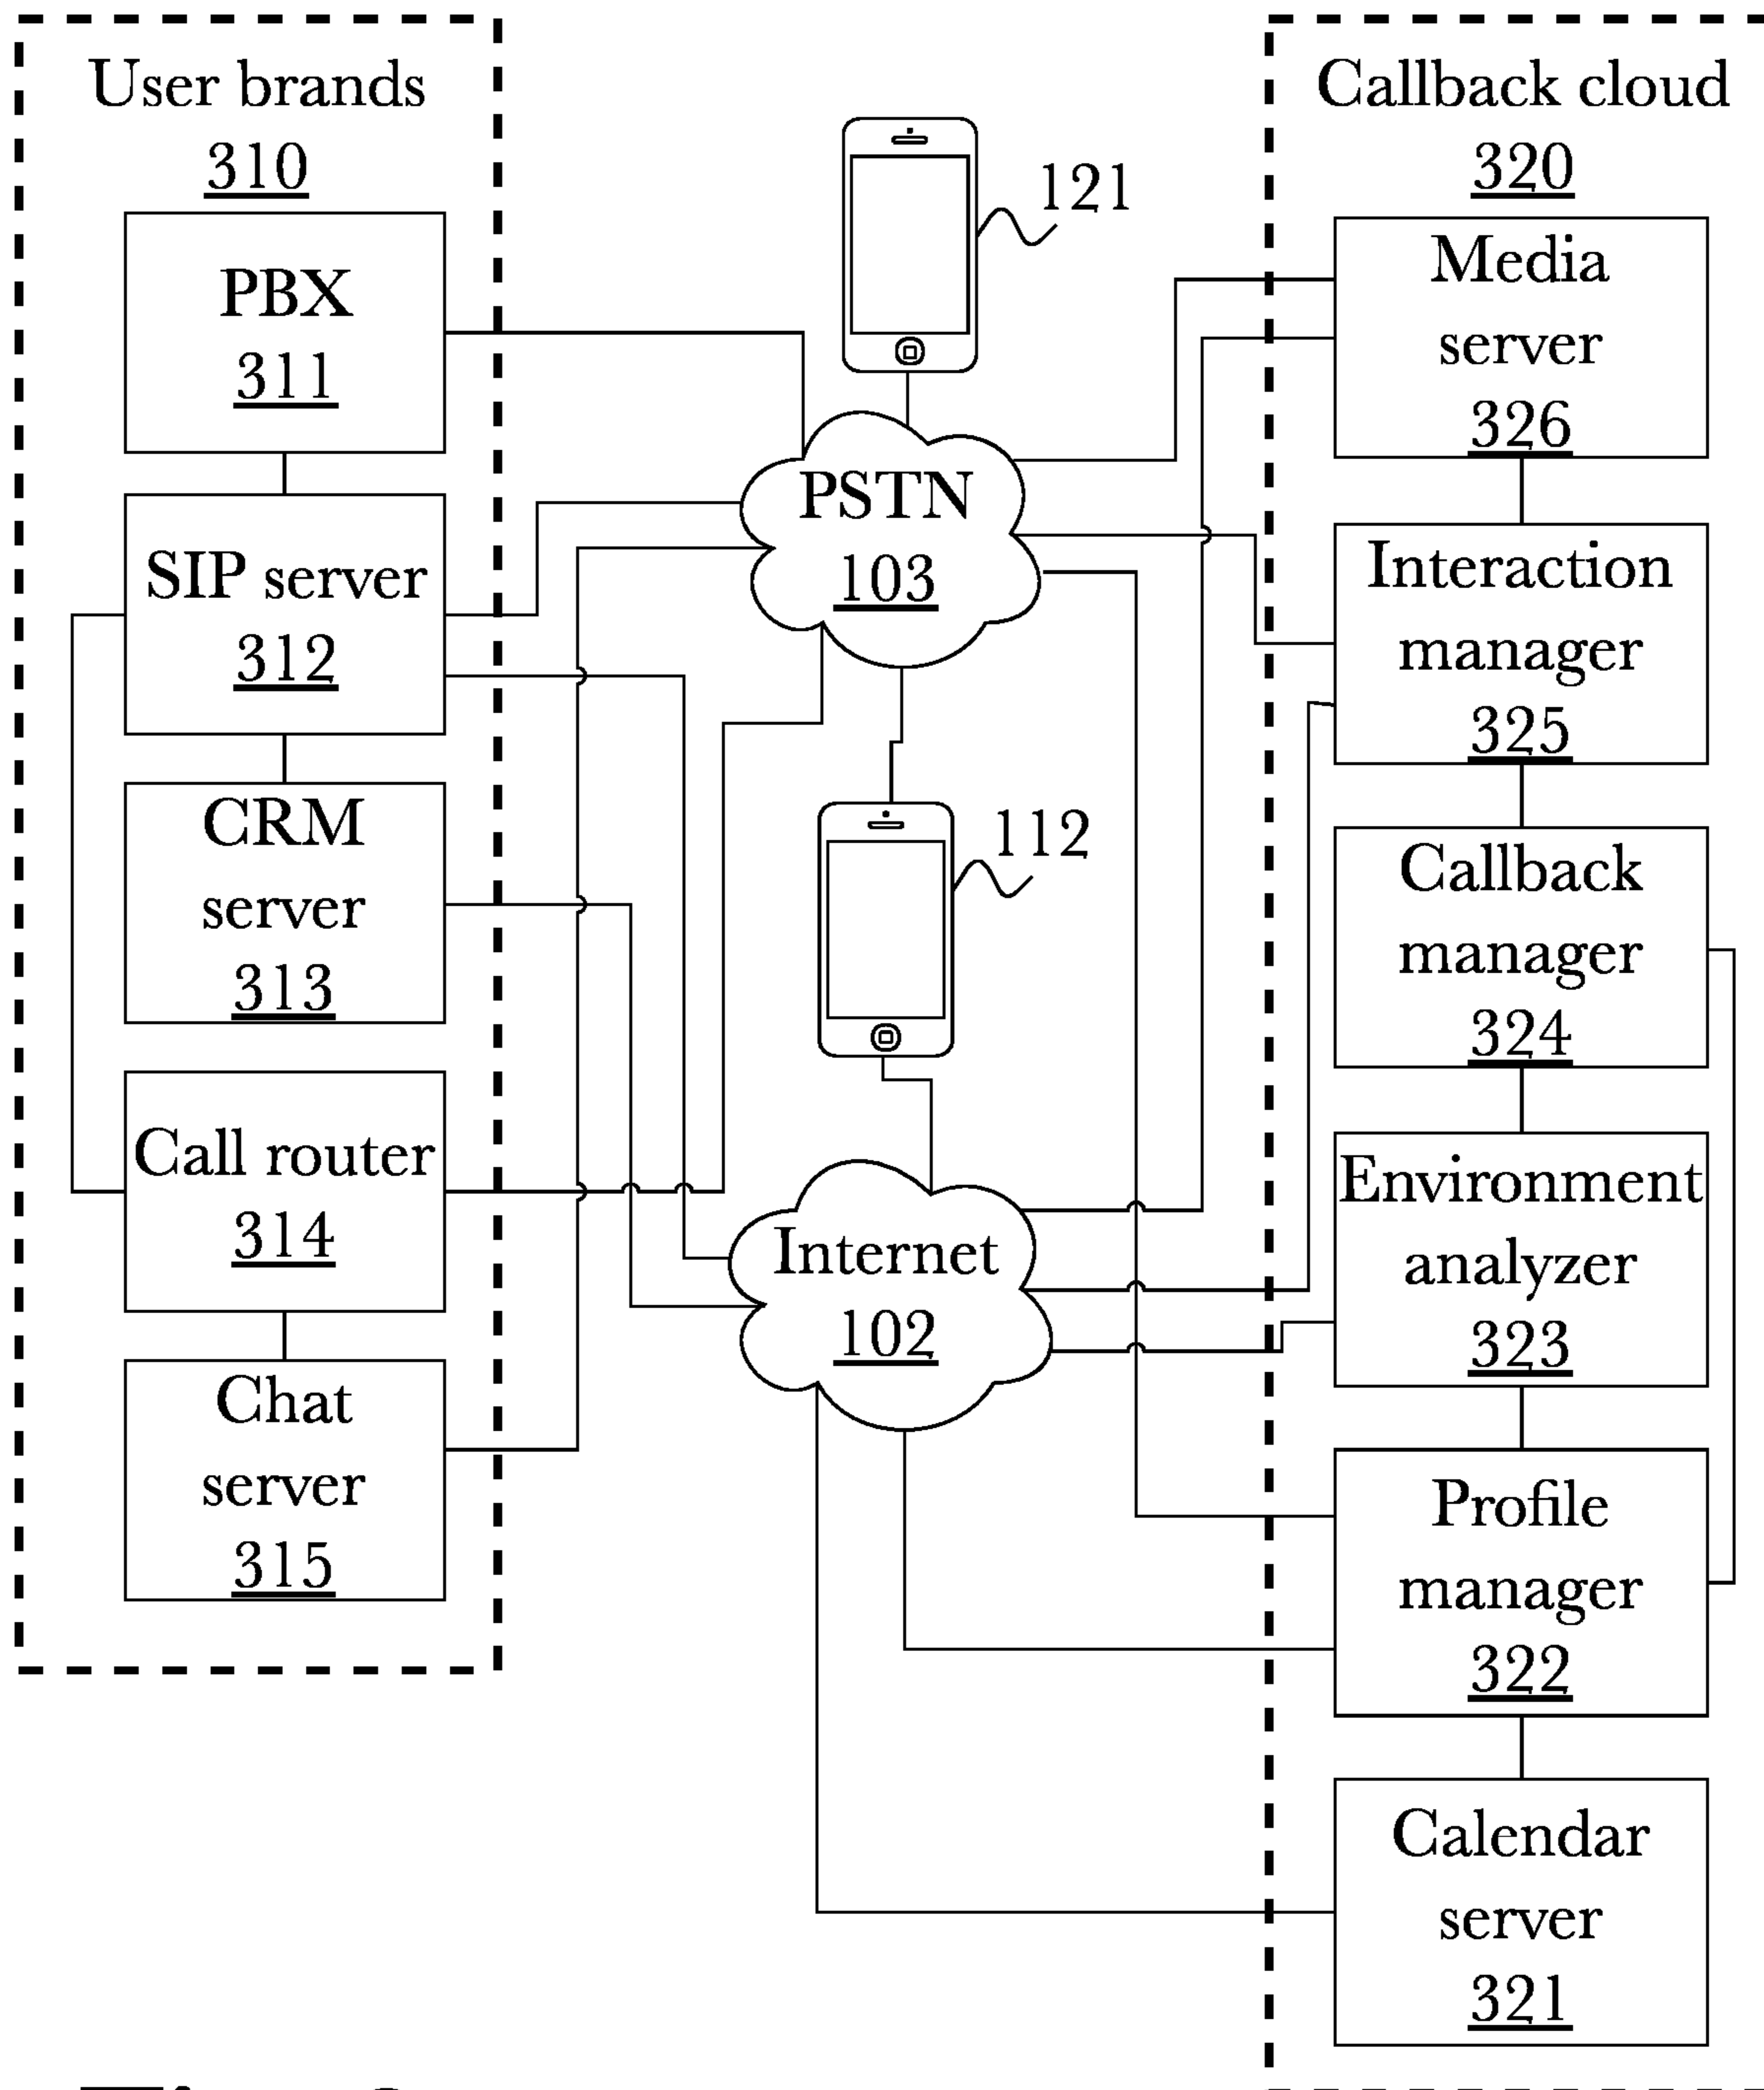 User brands
310
PBX
311
SIP server
312
CRM
server
313
Call router
314
Chat
server
315
121
PSTN
103
112
Internet
102
Callback cloud
320
Media
server
326
Interaction
manager
325
Callback
manager
324
Environment
analyzer
323
Profile
manager
322
Calendar
server
321